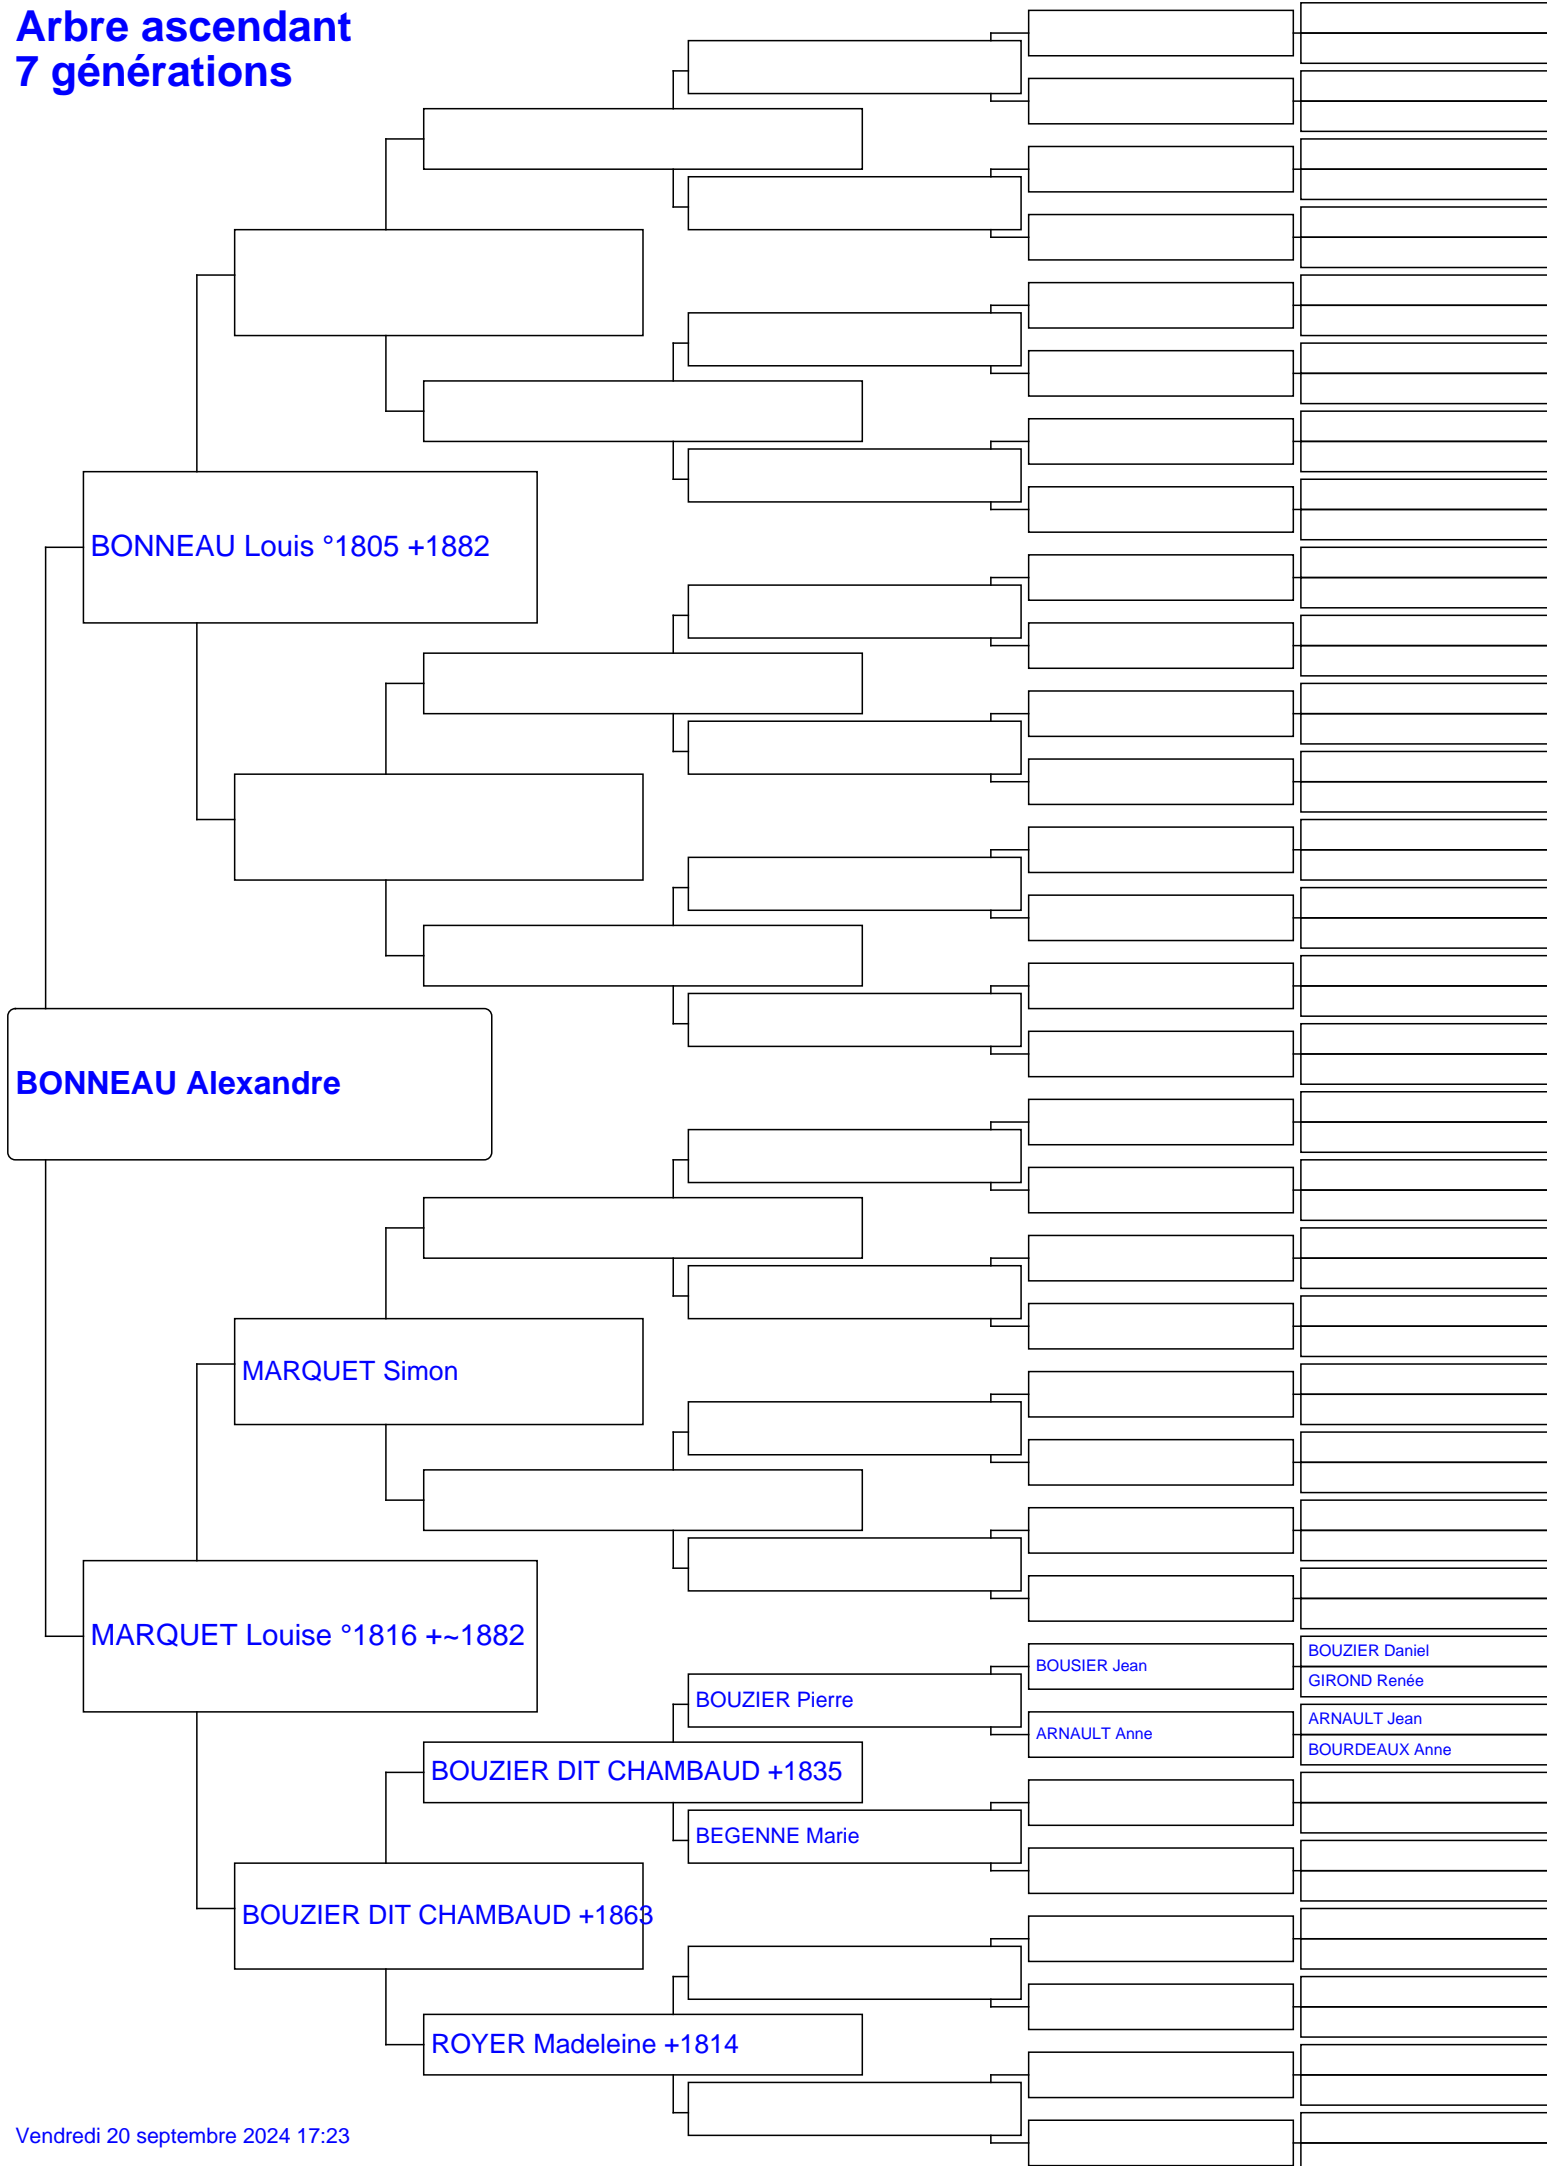 Arbre ascendant
7 générations
BONNEAU Louis °1805 +1882
BONNEAU Alexandre
MARQUET Simon
MARQUET Louise °1816 +~1882
BOUZIER Daniel
BOUSIER Jean
GIROND Renée
BOUZIER Pierre
ARNAULT Jean
ARNAULT Anne
BOURDEAUX Anne
BOUZIER DIT CHAMBAUD +1835
BEGENNE Marie
BOUZIER DIT CHAMBAUD +1863
ROYER Madeleine +1814
Vendredi 20 septembre 2024 17:23